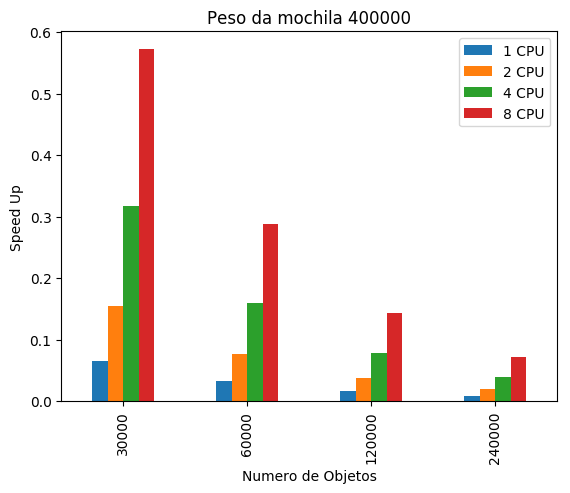 Peso da mochila 400000
0.6
0.5
0.4
0.3
0.2
0.1
0.0
Speed Up
1 CPU
2 CPU
4 CPU
8 CPU
30000
60000
120000
240000
Numero de Objetos